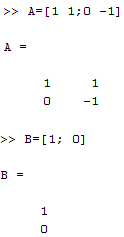 >> A=[1 1;0 -1]
A =
1 1
0 -1
>> B=[1; 0]
B =
1
0